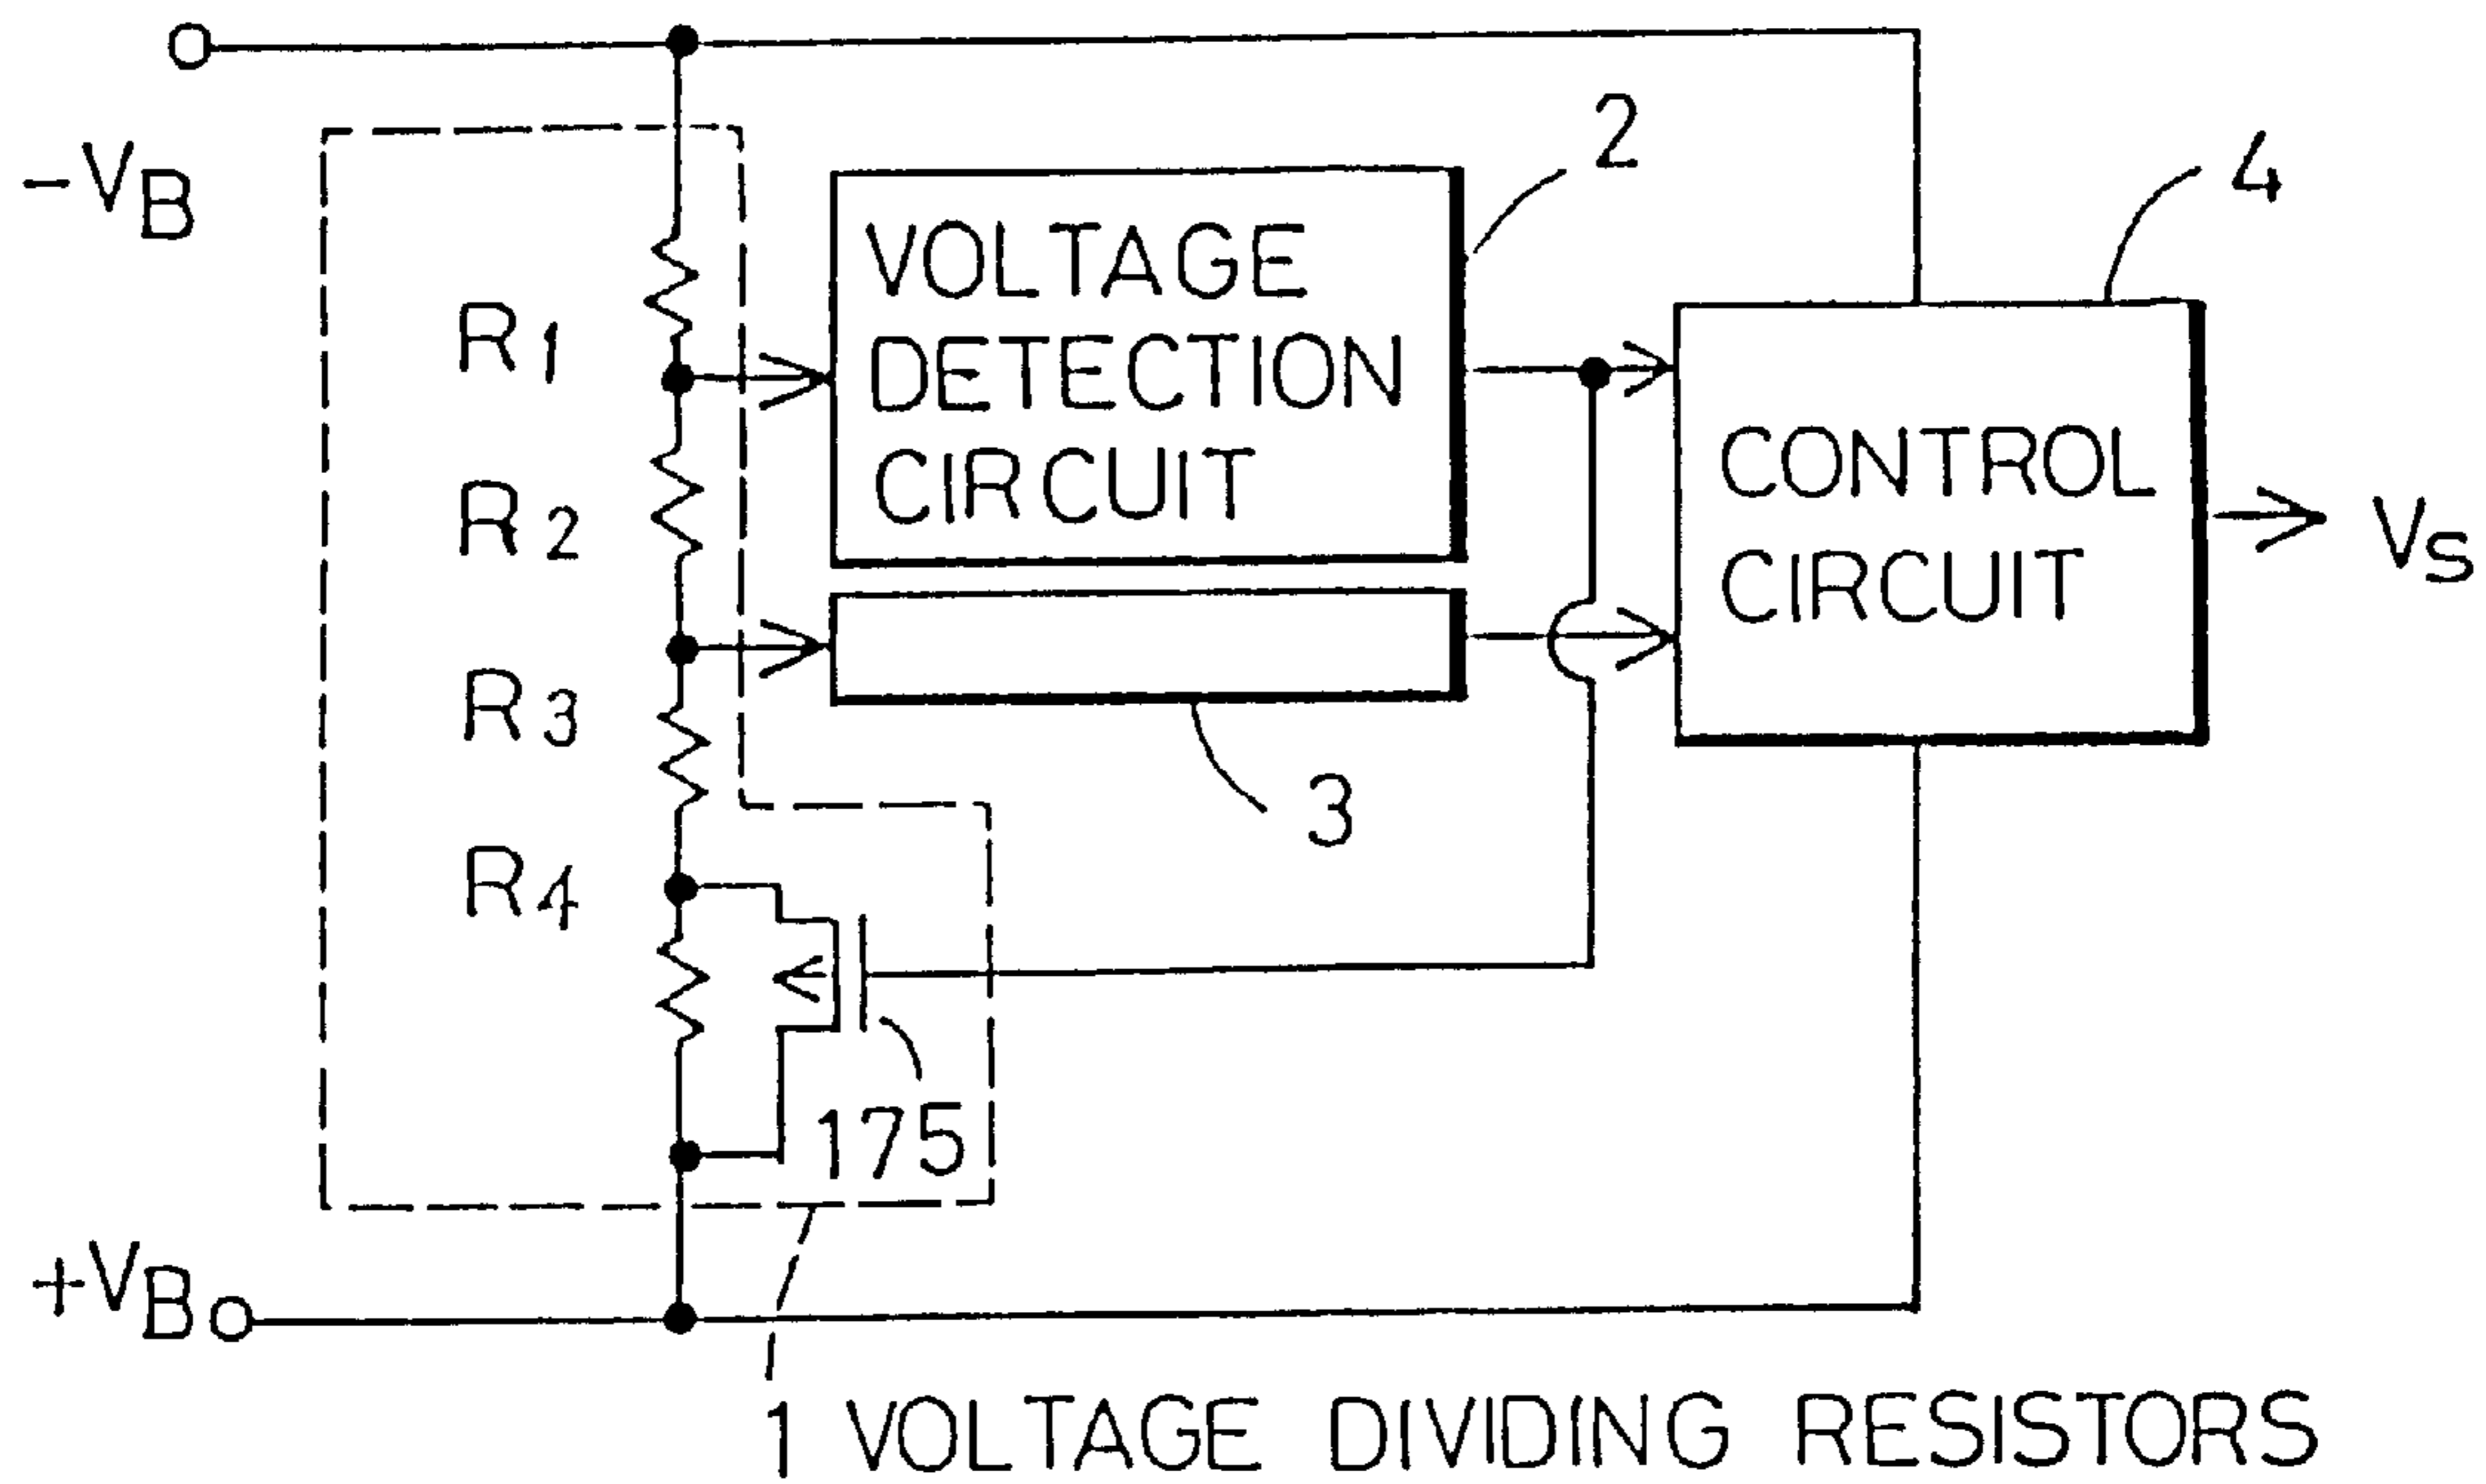 -VB
2
4
VOLTAGE
DETECTION
CIRCUIT
R1
R2
CONTROL
CIRCUIT
VS
R3
3
R4
175
+VB
1 VOLTAGE DIVIDING RESISTORS